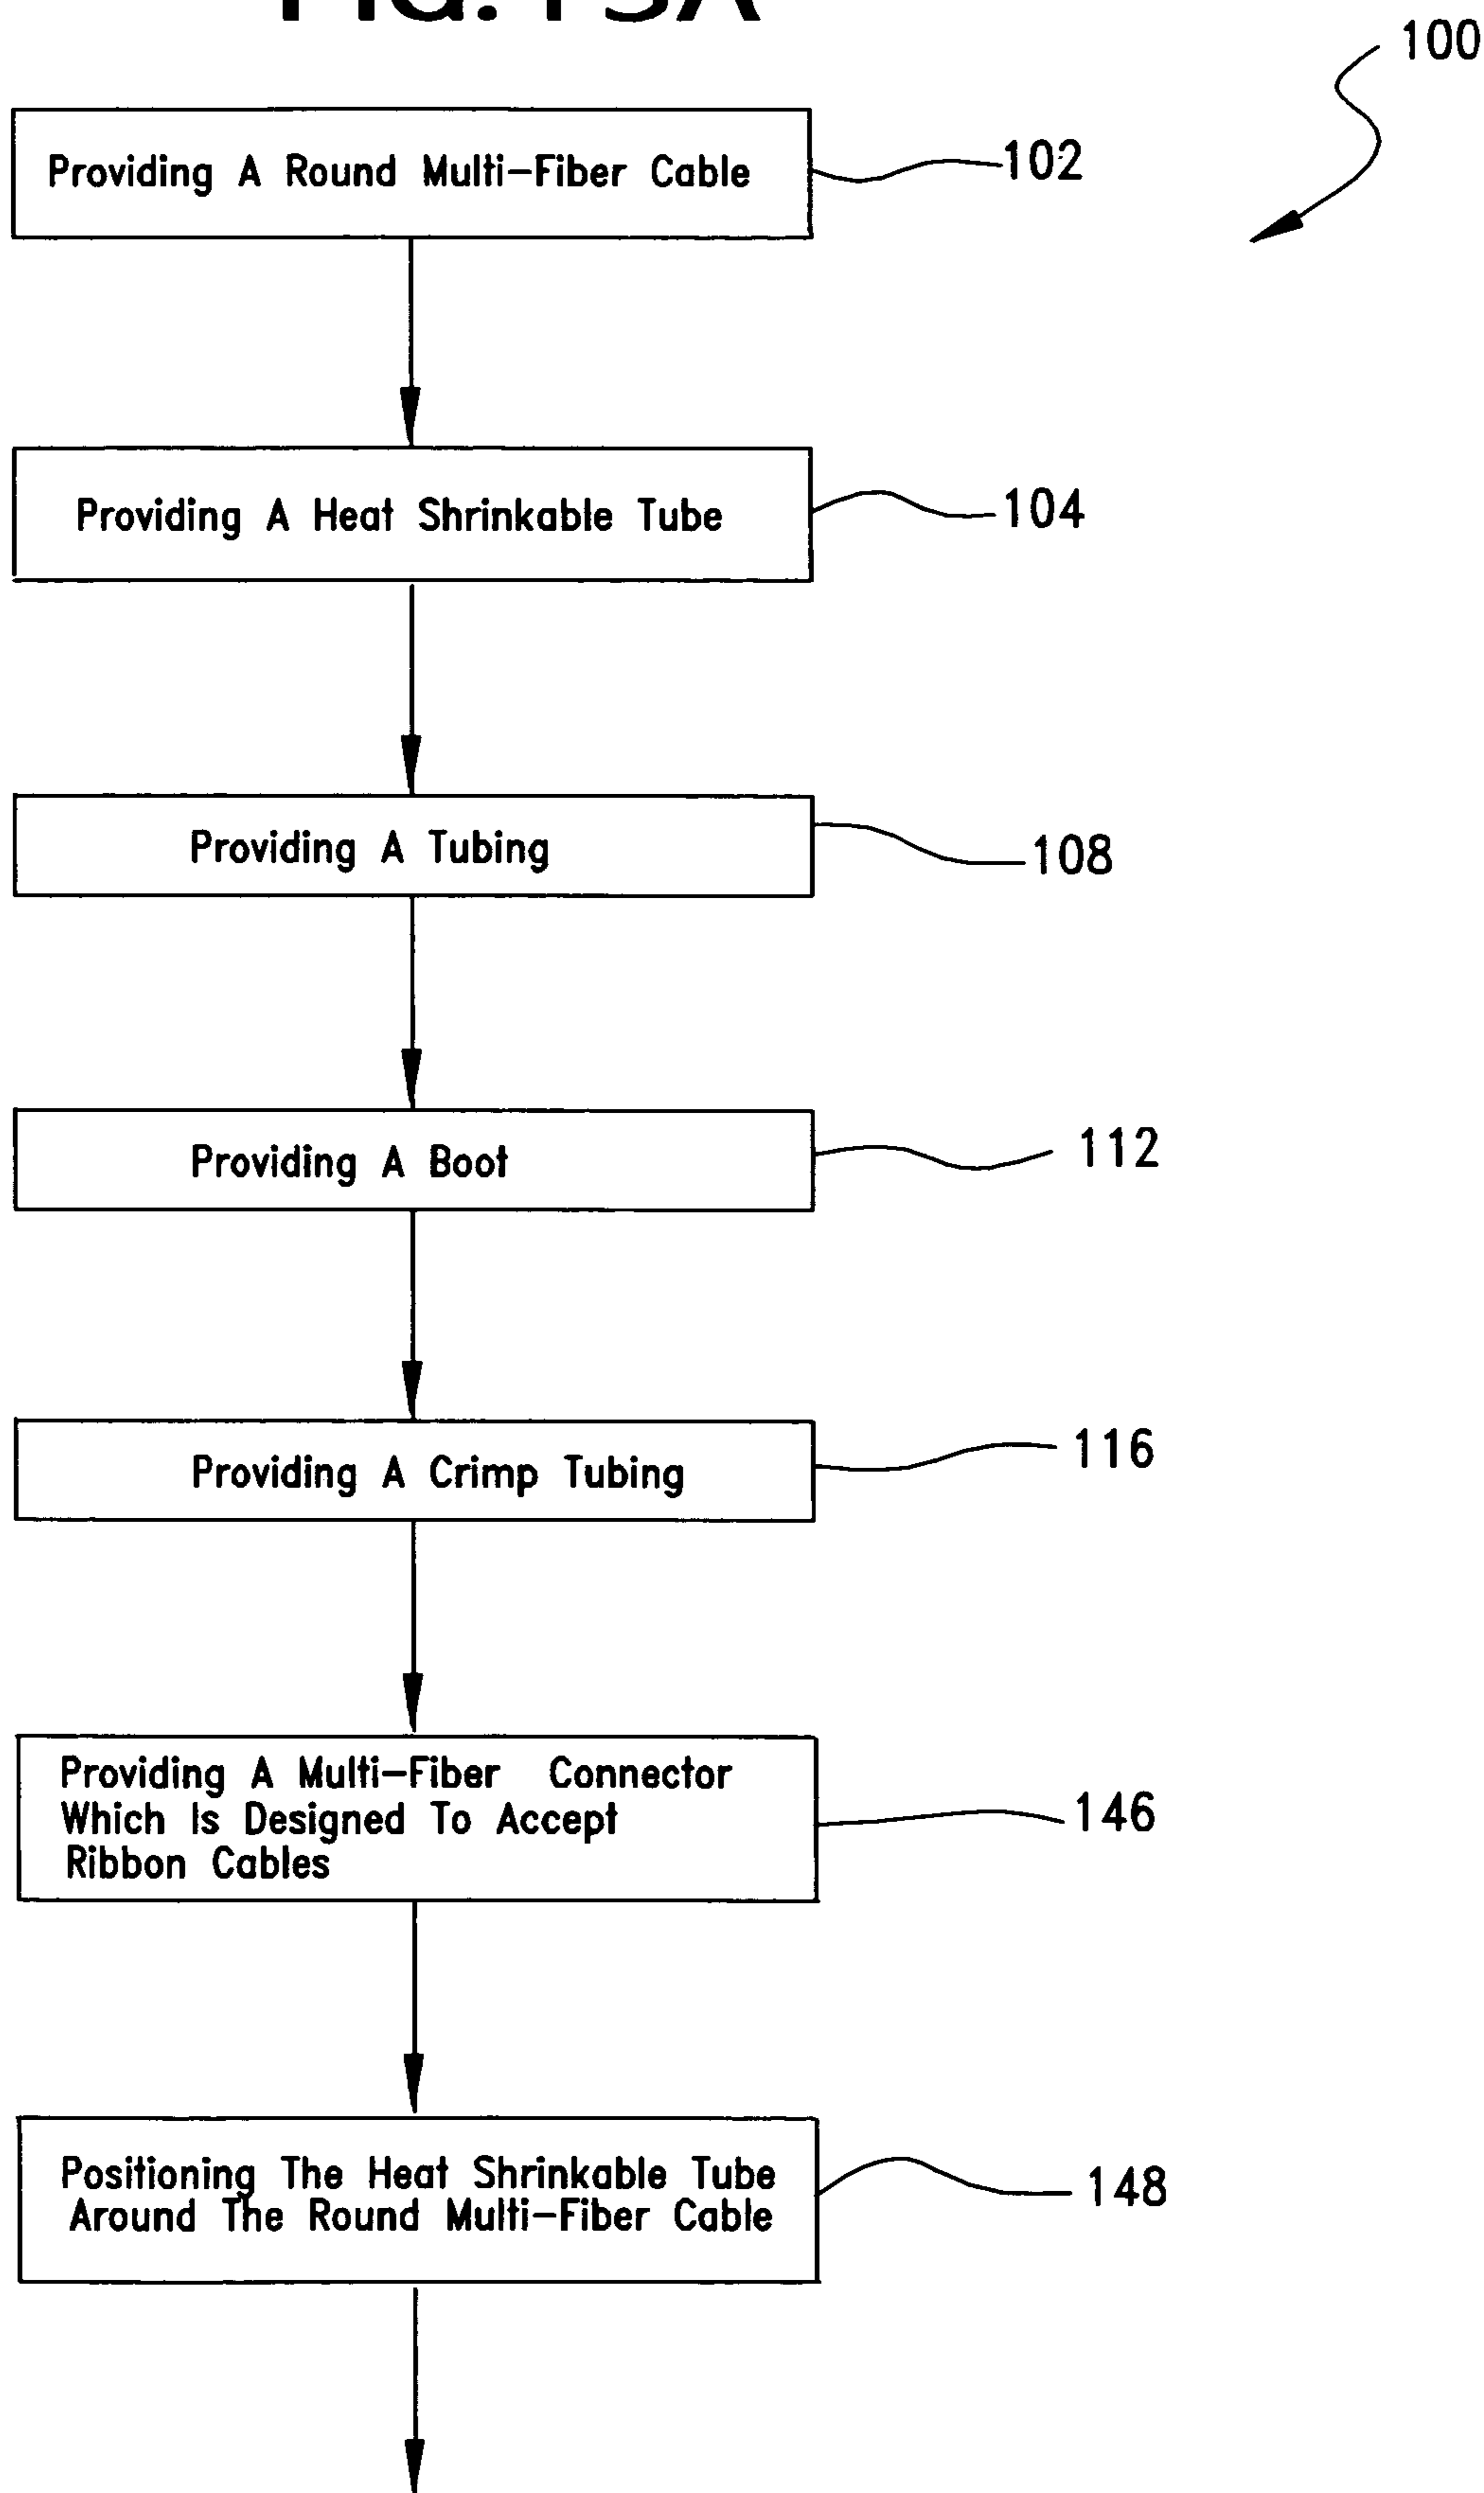 FIG. 13A
100
Providing A Round Multi-Fiber Cable
102
Providing A Heat Shrinkable Tube
104
Providing A Tubing
108
Providing A Boot
112
Providing A Crimp Tubing
116
Providing A Multi-Fiber Connector
Which Is Designed To Accept
Ribbon Cables
146
Positioning The Heat Shrinkable Tube
Around The Round Multi-Fiber Cable
148